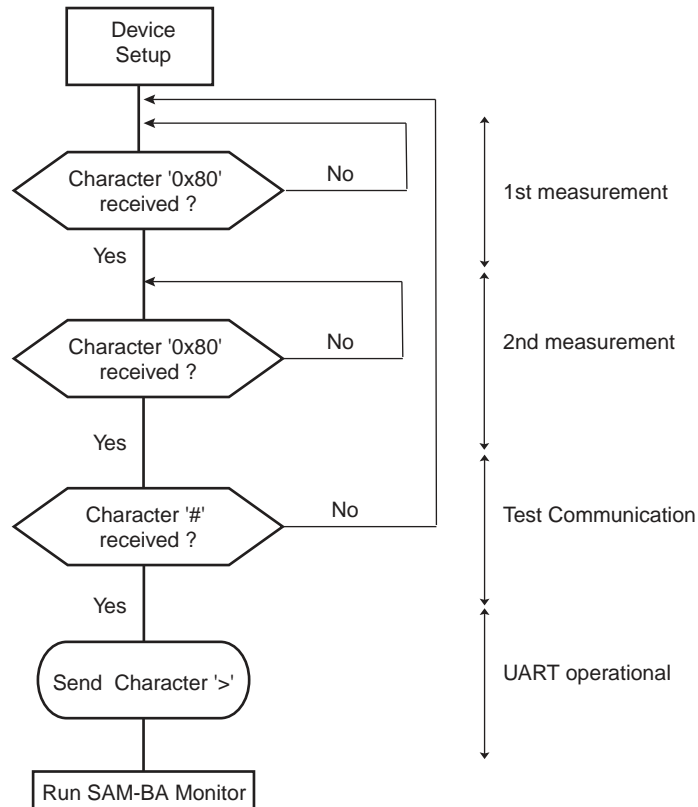 Device
Setup
Character '0x80'
received ?
No
1st measurement
Yes
Character '0x80'
received ?
No
2nd measurement
Yes
Character '#'
received ?
No
Test Communication
Yes
Send Character '>'
UART operational
Run SAM-BA Monitor